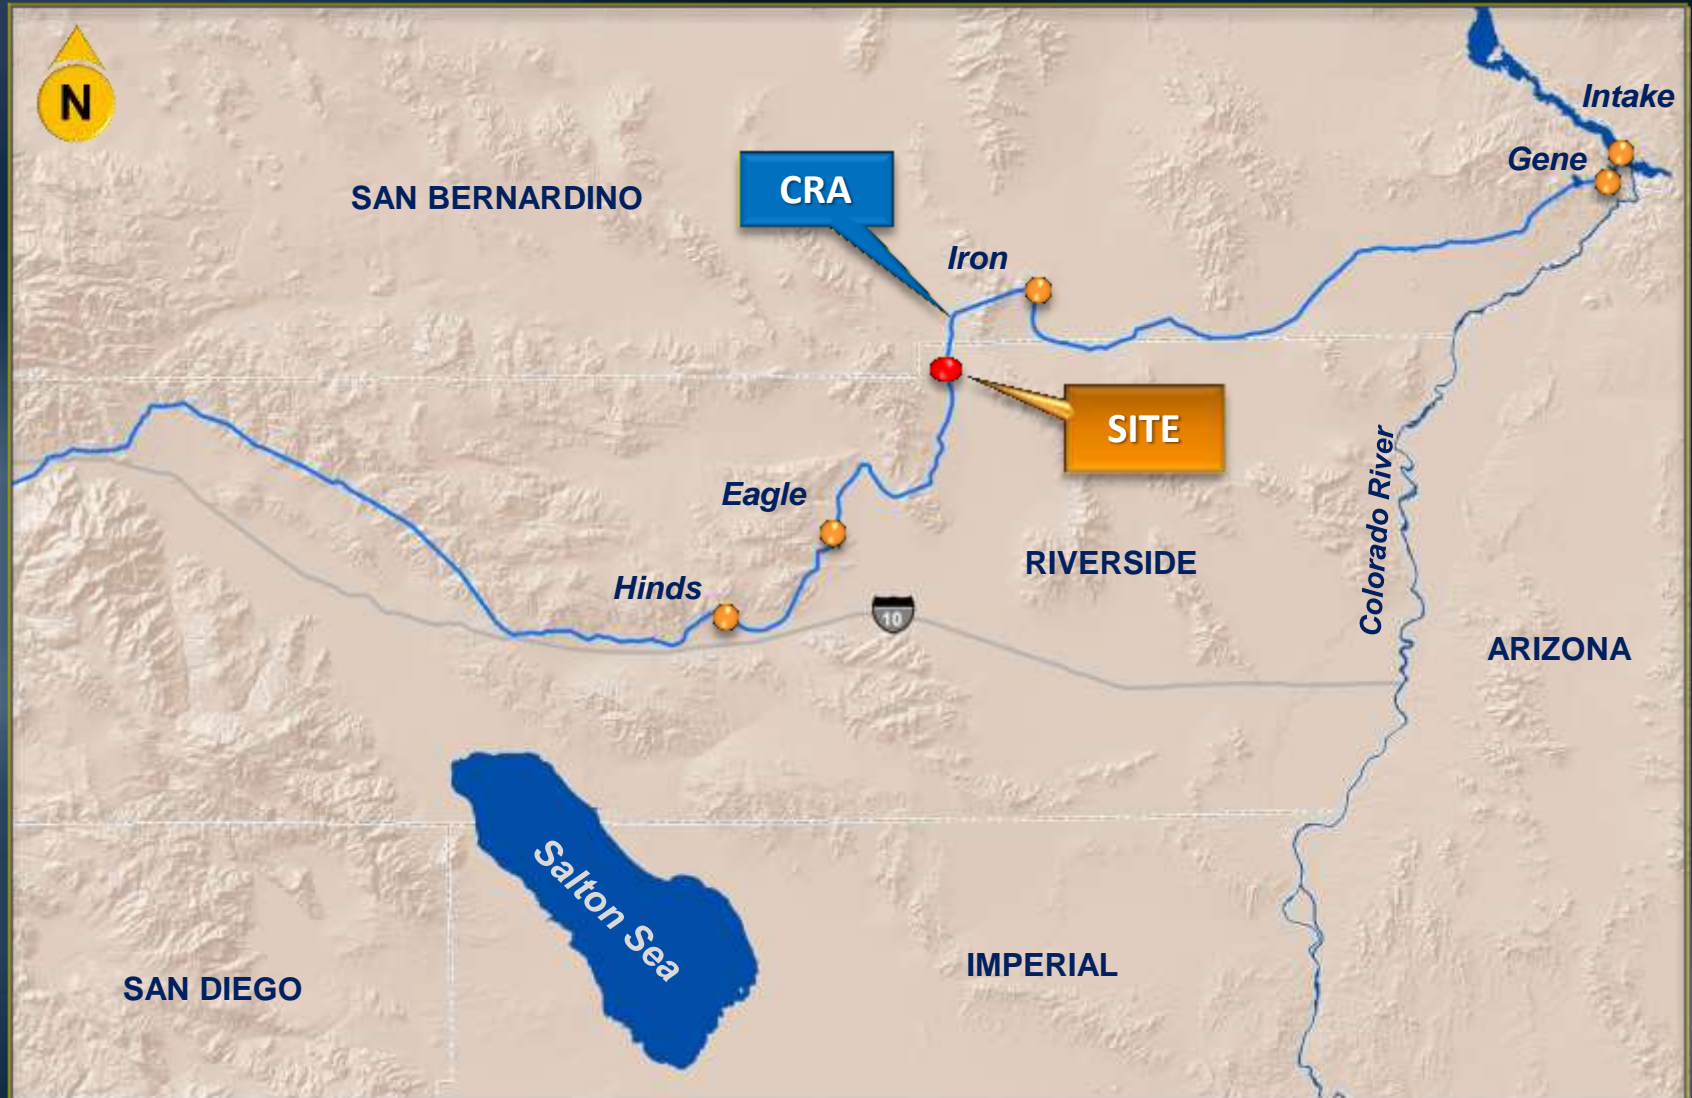 N
Intake
Gene
SAN BERNARDINO
CRA
Iron
SITE
Eagle
Colorado River
RIVERSIDE
Hinds
10
ARIZONA
Salton Sea
IMPERIAL
SAN DIEGO